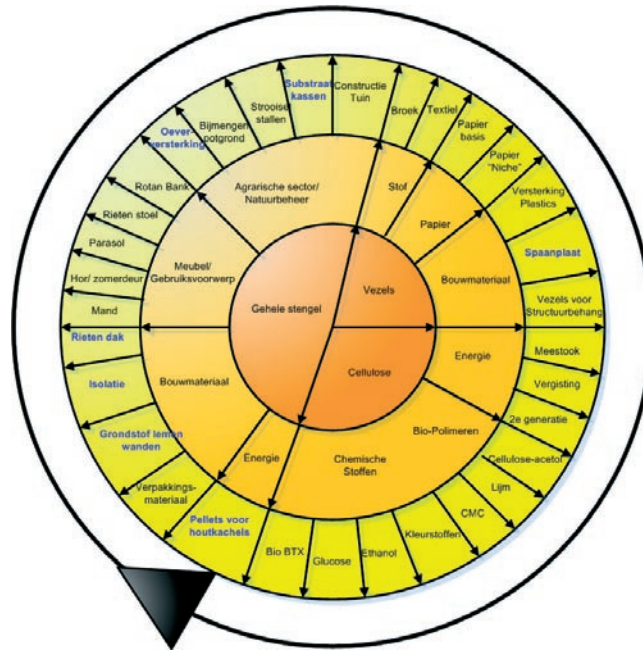 Gehele stengel
Vezels
Cellulose
Agrarische sector/
Natuurbeheer
Stof
Papier
Bouwmateriaal
Energie
Bio-Polimeren
Chemische
Stoffen
Energie
Bouwmateriaal
Meubel/
Gebruiksvoorwerp
Substraat
kassen
Constructie
Tuin
Broek
Textiel
Papier
basis
Papier
"Niche"
Versterking
Plastics
Spaanplaat
Vezels voor
Structuurbehang
Meestook
Vergisting
2e generatie
Cellulose-acetol
Lijm
CMC
Kleurstoffen
Ethanol
Glucose
Bio BTX
Pellets voor
houtkachels
Verpakkings-
materiaal
Grondstof lemen
wanden
Isolatie
Rieten dak
Mand
Hor/ zomerdeur
Parasol
Rieten stoel
Rotan Bank
Oever-
versterking
Bijmengen
potgrond
Strooisel
stallen